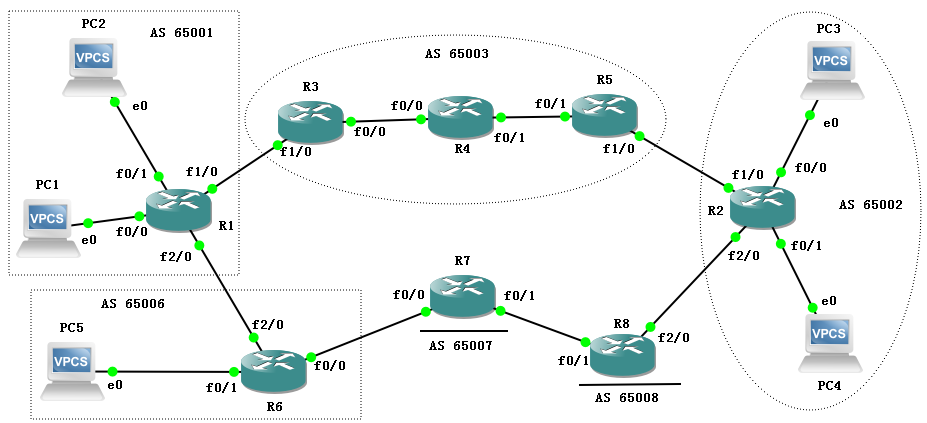 PC2
AS 65001
VPCS
e0
PC1
VPCS
e0
f0/1
f1/0
f0/0
R1
f2/0
AS 65003
R3
f0/0
f1/0
f0/0
R4
f0/1
R5
f0/1
f1/0
PC3
VPCS
e0
f0/0
f1/0
R2
AS 65002
f2/0
f0/1
e0
VPCS
PC4
AS 65006
PC5
VPCS
e0
f2/0
f0/1
f0/0
R6
R7
f0/0
f0/1
AS 65007
R8
f2/0
f0/1
AS 65008